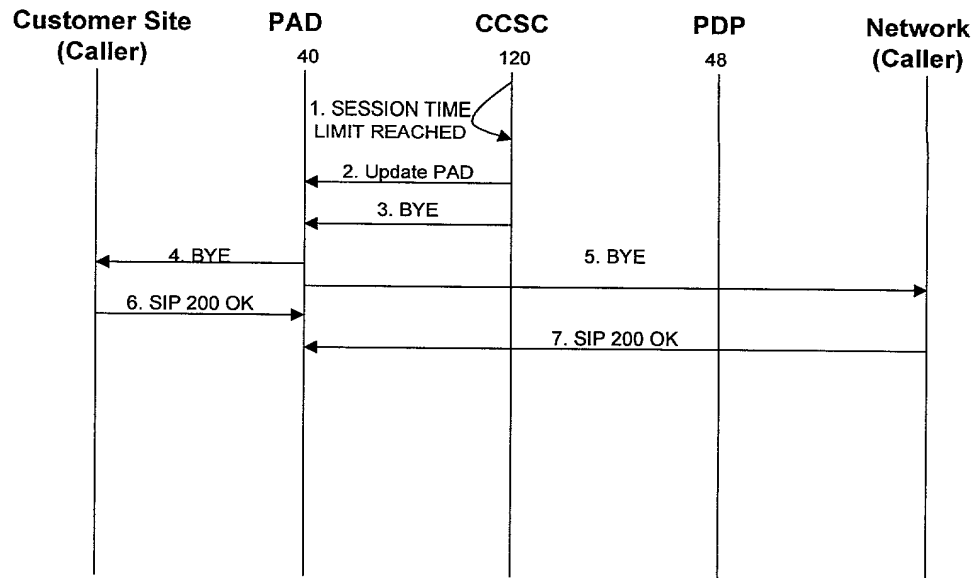 Customer Site
(Caller)
PAD
40
CCSC
120
PDP
48
Network
(Caller)
1. SESSION TIME
LIMIT REACHED
2. Update PAD
3. BYE
4. BYE
5. BYE
6. SIP 200 OK
7. SIP 200 OK